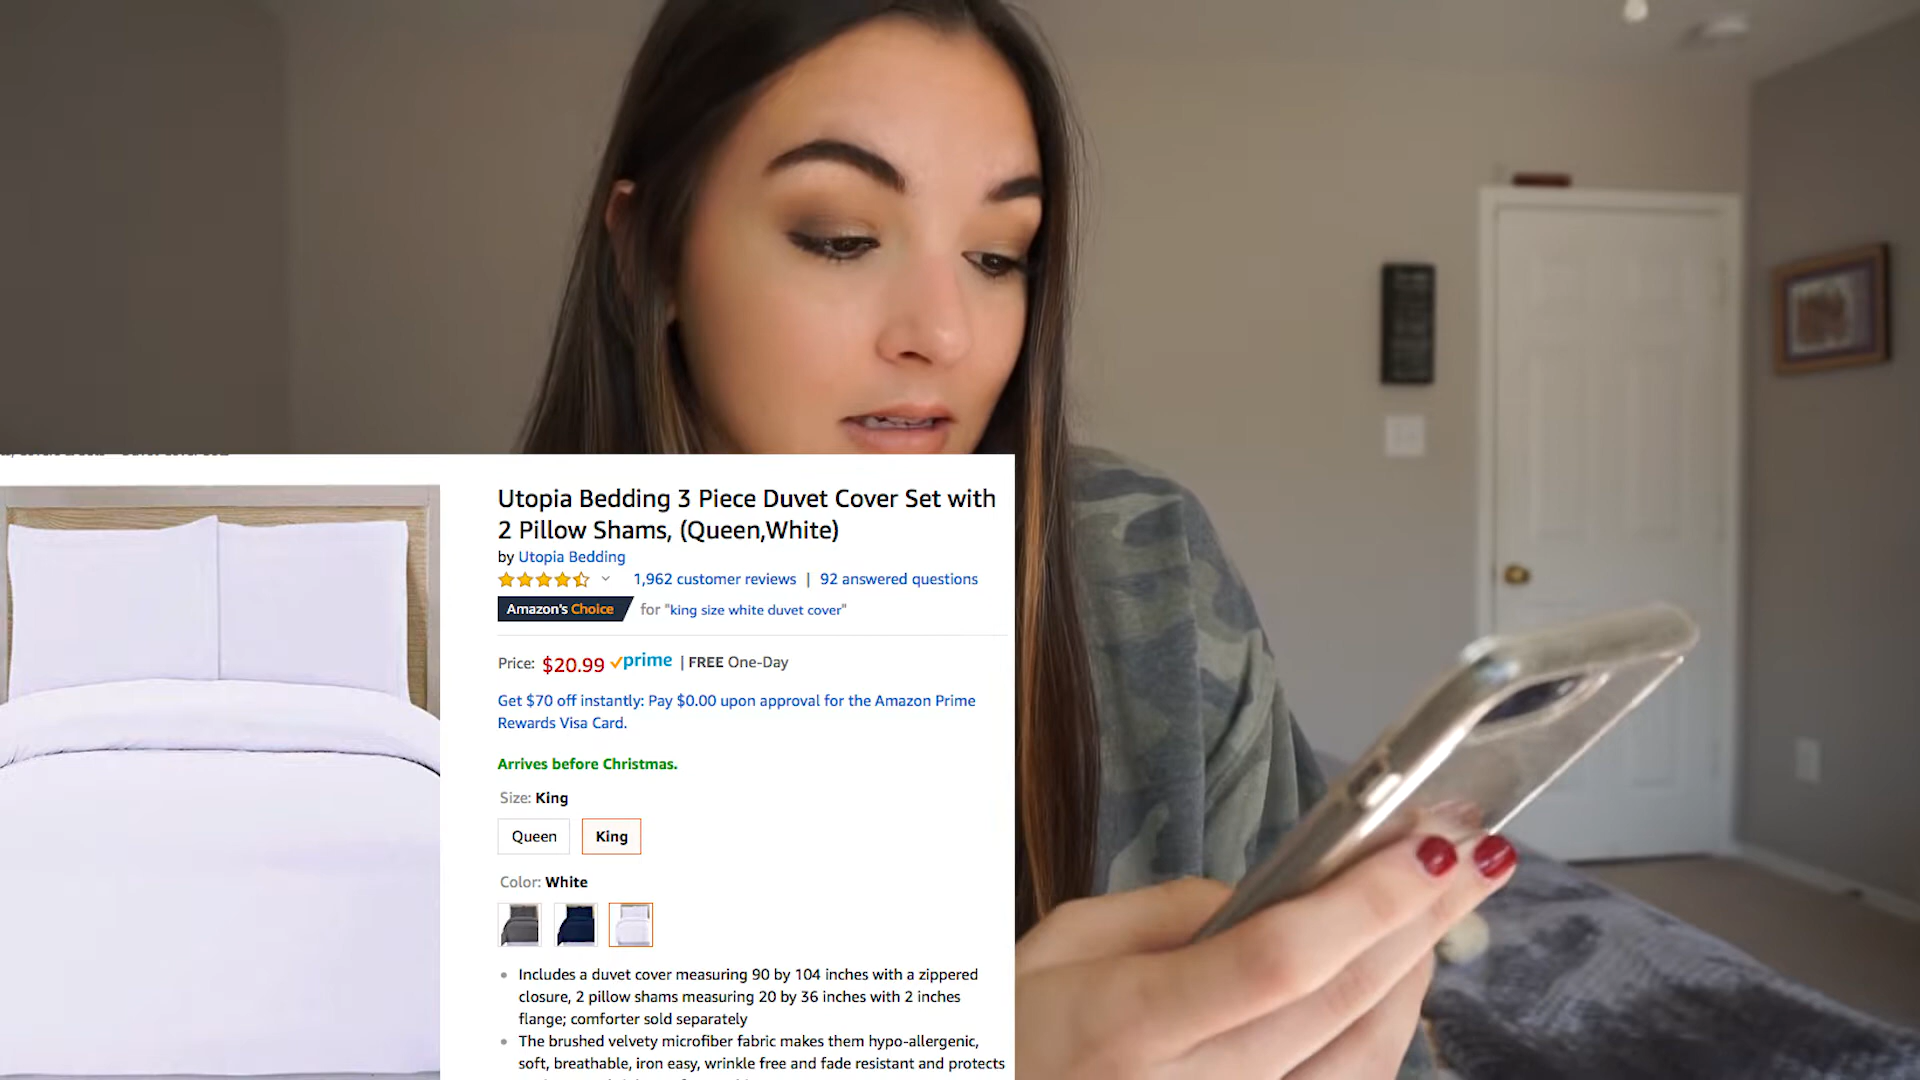 Utopia Bedding 3 Piece Duvet Cover Set with
2 Pillow Shams, (Queen,White)
by Utopia Bedding
1,962 customer reviews | 92 answered questions
Amazon's Choice for "king size white duvet cover"
Price: $20.99 prime | FREE One-Day
Get $70 off instantly: Pay $0.00 upon approval for the Amazon Prime
Rewards Visa Card.
Arrives before Christmas.
Size: King
Queen King
Color: White
Includes a duvet cover measuring 90 by 104 inches with a zippered
closure, 2 pillow shams measuring 20 by 36 inches with 2 inches
flange; comforter sold separately
The brushed velvety microfiber fabric makes them hypo-allergenic,
soft, breathable, iron easy, wrinkle free and fade resistant and protects